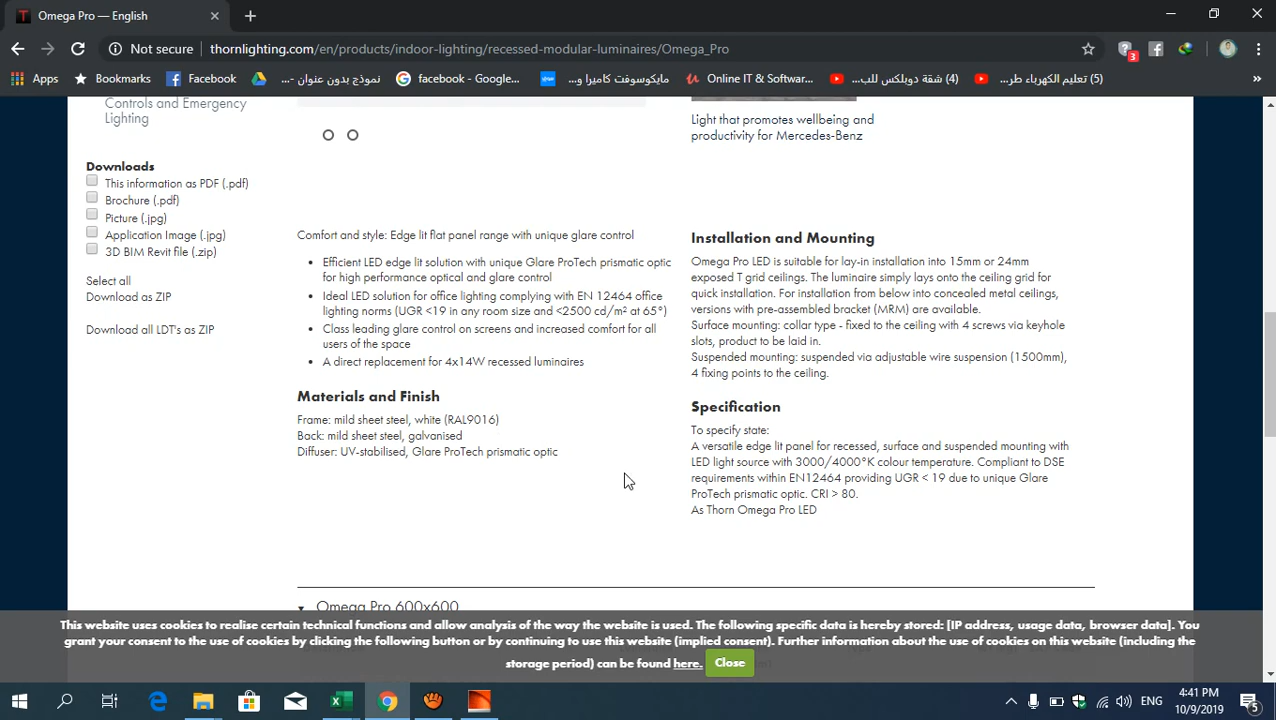 Omega Pro — English
Not secure | thornlighting.com/en/products/indoor-lighting/recessed-modular-luminaires/Omega_Pro
3
Apps Bookmarks Facebook نموذج بدون عنوان -... facebook - Google... مايكوسوفت كاميرا و... Online IT & Softwar... (4) شقة دوبلكس للب... (5) تعليم الكهرباء طر... »
Controls and Emergency
Lighting
Light that promotes wellbeing and
productivity for Mercedes-Benz
Downloads
This information as PDF (.pdf)
Brochure (.pdf)
Picture (.jpg)
Application Image (.jpg)
3D BIM Revit file (.zip)
Select all
Download as ZIP
Download all LDT's as ZIP
Comfort and style: Edge lit flat panel range with unique glare control
• Efficient LED edge lit solution with unique Glare ProTech prismatic optic
for high performance optical and glare control
• Ideal LED solution for office lighting complying with EN 12464 office
lighting norms (UGR <19 in any room size and <2500 cd/m² at 65°)
• Class leading glare control on screens and increased comfort for all
users of the space
• A direct replacement for 4x14W recessed luminaires
Materials and Finish
Frame: mild sheet steel, white (RAL9016)
Back: mild sheet steel, galvanised
Diffuser: UV-stabilised, Glare ProTech prismatic optic
Installation and Mounting
Omega Pro LED is suitable for lay-in installation into 15mm or 24mm
exposed T grid ceilings. The luminaire simply lays onto the ceiling grid for
quick installation. For installation from below into concealed metal ceilings,
versions with pre-assembled bracket (MRM) are available.
Surface mounting: collar type - fixed to the ceiling with 4 screws via keyhole
slots, product to be laid in.
Suspended mounting: suspended via adjustable wire suspension (1500mm),
4 fixing points to the ceiling.
Specification
To specify state:
A versatile edge lit panel for recessed, surface and suspended mounting with
LED light source with 3000/4000°K colour temperature. Compliant to DSE
requirements within EN12464 providing UGR < 19 due to unique Glare
ProTech prismatic optic. CRI > 80.
As Thorn Omega Pro LED
Omega Pro 600x600
This website uses cookies to realise certain technical functions and allow analysis of the way the website is used. The following specific data is hereby stored: [IP address, usage data, browser data]. You
grant your consent to the use of cookies by clicking the following button or by continuing to use this website (implied consent). Further information about the use of cookies on this website (including the
storage period) can be found here. Close
ENG
4:41 PM
10/9/2019
5